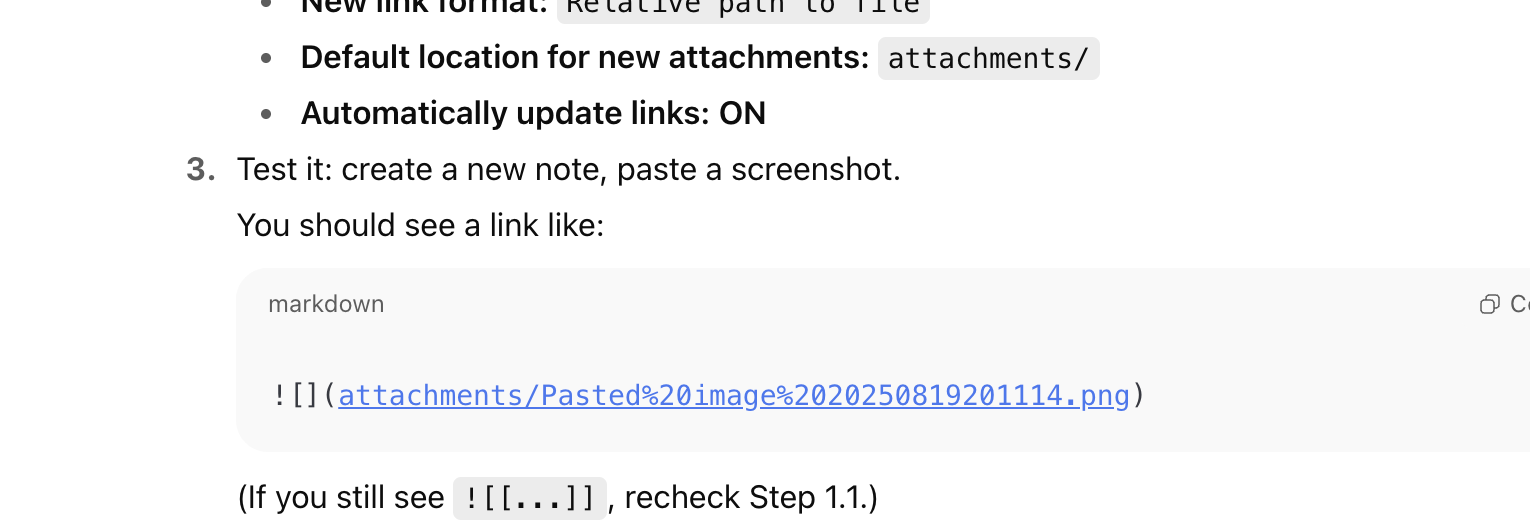 • New link format: Relative path to file
• Default location for new attachments: attachments/
• Automatically update links: ON
3. Test it: create a new note, paste a screenshot.
You should see a link like:
markdown
![](attachments/Pasted%20image%2020250819201114.png)
(If you still see ![[...]], recheck Step 1.1.)